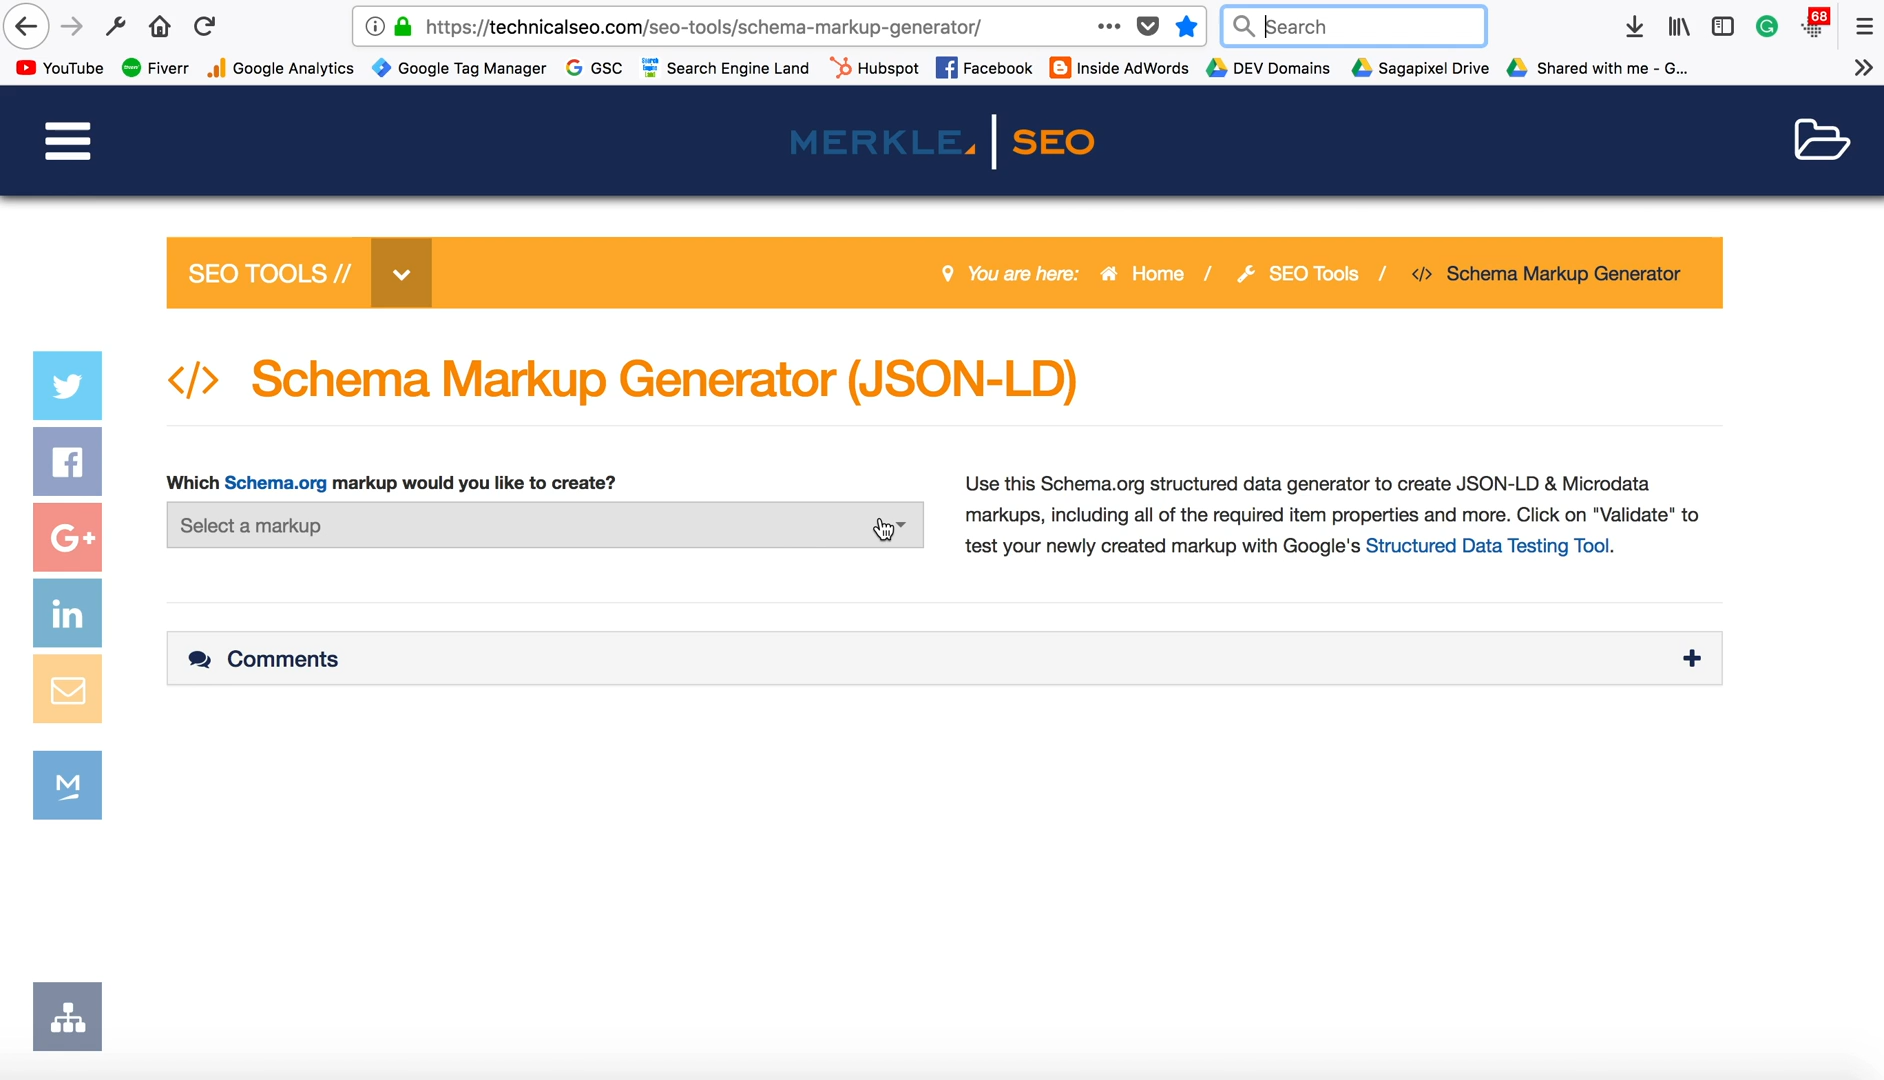 https://technicalseo.com/seo-tools/schema-markup-generator/
Search
68
YouTube
Fiverr
Google Analytics
Google Tag Manager
GSC
Search Engine Land
Hubspot
Facebook
Inside AdWords
DEV Domains
Sagapixel Drive
Shared with me - G...
MERKLE SEO
SEO TOOLS //
You are here: Home / SEO Tools / </> Schema Markup Generator
</> Schema Markup Generator (JSON-LD)
Which Schema.org markup would you like to create?
Select a markup
Use this Schema.org structured data generator to create JSON-LD & Microdata
markups, including all of the required item properties and more. Click on "Validate" to
test your newly created markup with Google's Structured Data Testing Tool.
G+
in
M
Comments